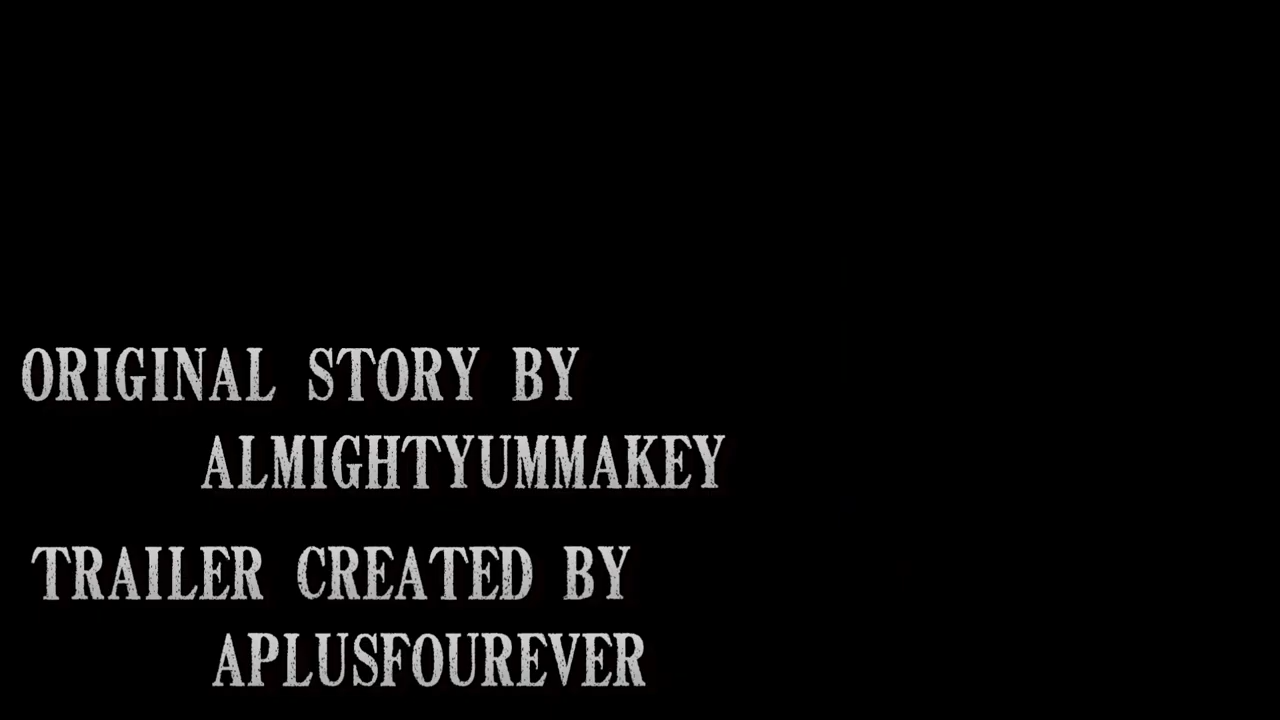 ORIGINAL STORY BY
ALMIGHTYUMMAKEY
TRAILER CREATED BY
APLUSFOUREVER